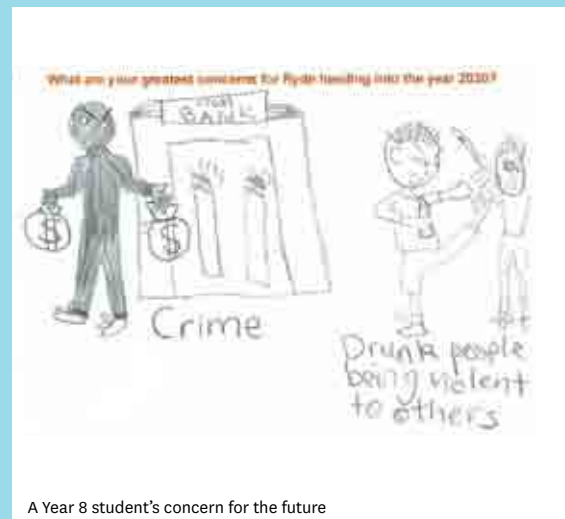 What are your greatest concerns for Ryde heading into the year 2030?
BANK
$
$
Crime
Drunk people
being violent
to others
A Year 8 student’s concern for the future